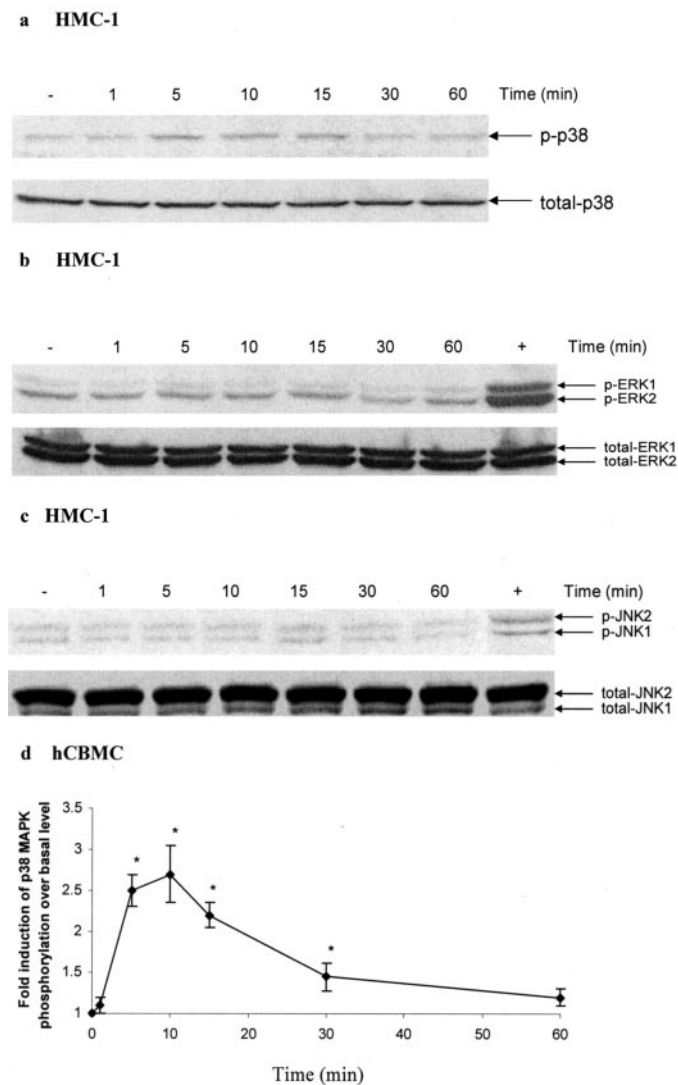 a HMC-1
- 1 5 10 15 30 60 Time (min)
p-p38
total-p38
b HMC-1
- 1 5 10 15 30 60 + Time (min)
p-ERK1
p-ERK2
total-ERK1
total-ERK2
c HMC-1
- 1 5 10 15 30 60 + Time (min)
p-JNK2
p-JNK1
total-JNK2
total-JNK1
d hCBMC
Fold induction of p38 MAPK
phosphorylation over basal level
3.5
3
2.5
2
1.5
1
* * * *
0 10 20 30 40 50 60
Time (min)